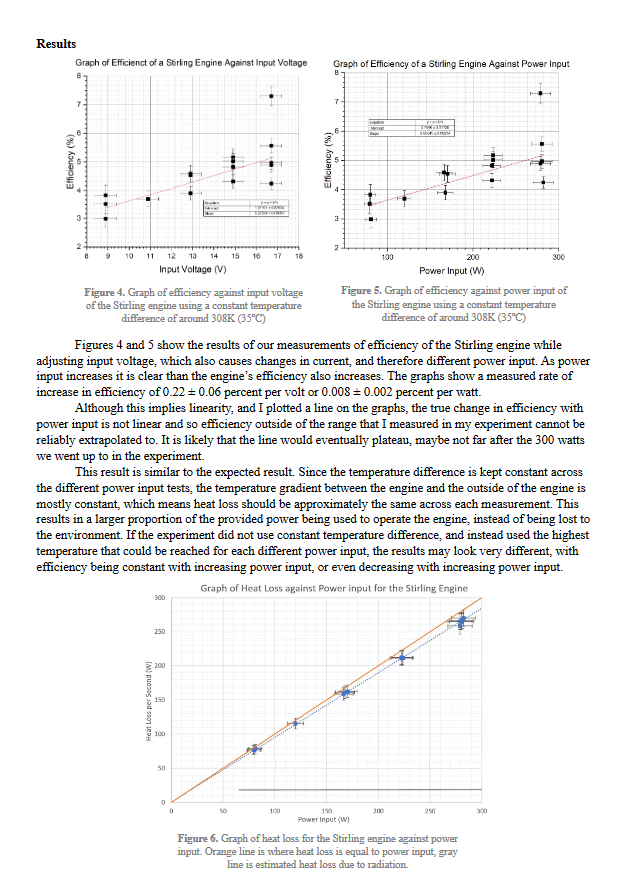 Results
Graph of Efficienct of a Stirling Engine Against Input Voltage
8
7
6
5
4
3
2
Efficiency (%)
8 9 10 11 12 13 14 15 16 17 18
Input Voltage (V)
Equation
Intercept
Slope
Graph of Efficiency of a Stirling Engine Against Power Input
8
7
6
5
4
3
2
Efficiency (%)
100 200 300
Power Input (W)
Equation
Intercept
Slope
Figure 4. Graph of efficiency against input voltage
of the Stirling engine using a constant temperature
difference of around 308K (35°C)
Figure 5. Graph of efficiency against power input of
the Stirling engine using a constant temperature
difference of around 308K (35°C)
Figures 4 and 5 show the results of our measurements of efficiency of the Stirling engine while
adjusting input voltage, which also causes changes in current, and therefore different power input. As power
input increases it is clear than the engine's efficiency also increases. The graphs show a measured rate of
increase in efficiency of 0.22 ± 0.06 percent per volt or 0.008 ± 0.002 percent per watt.
Although this implies linearity, and I plotted a line on the graphs, the true change in efficiency with
power input is not linear and so efficiency outside of the range that I measured in my experiment cannot be
reliably extrapolated to. It is likely that the line would eventually plateau, maybe not far after the 300 watts
we went up to in the experiment.
This result is similar to the expected result. Since the temperature difference is kept constant across
the different power input tests, the temperature gradient between the engine and the outside of the engine is
mostly constant, which means heat loss should be approximately the same across each measurement. This
results in a larger proportion of the provided power being used to operate the engine, instead of being lost to
the environment. If the experiment did not use constant temperature difference, and instead used the highest
temperature that could be reached for each different power input, the results may look very different, with
efficiency being constant with increasing power input, or even decreasing with increasing power input.
Graph of Heat Loss against Power input for the Stirling Engine
300
250
200
150
100
50
0
Heat Loss per Second (W)
0 50 100 150 200 250 300
Power Input (W)
Figure 6. Graph of heat loss for the Stirling engine against power
input. Orange line is where heat loss is equal to power input, gray
line is estimated heat loss due to radiation.